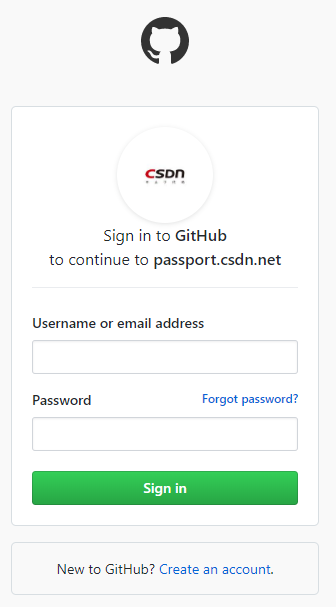 CSDN
Sign in to GitHub
to continue to passport.csdn.net
Username or email address
Password Forgot password?
Sign in
New to GitHub? Create an account.